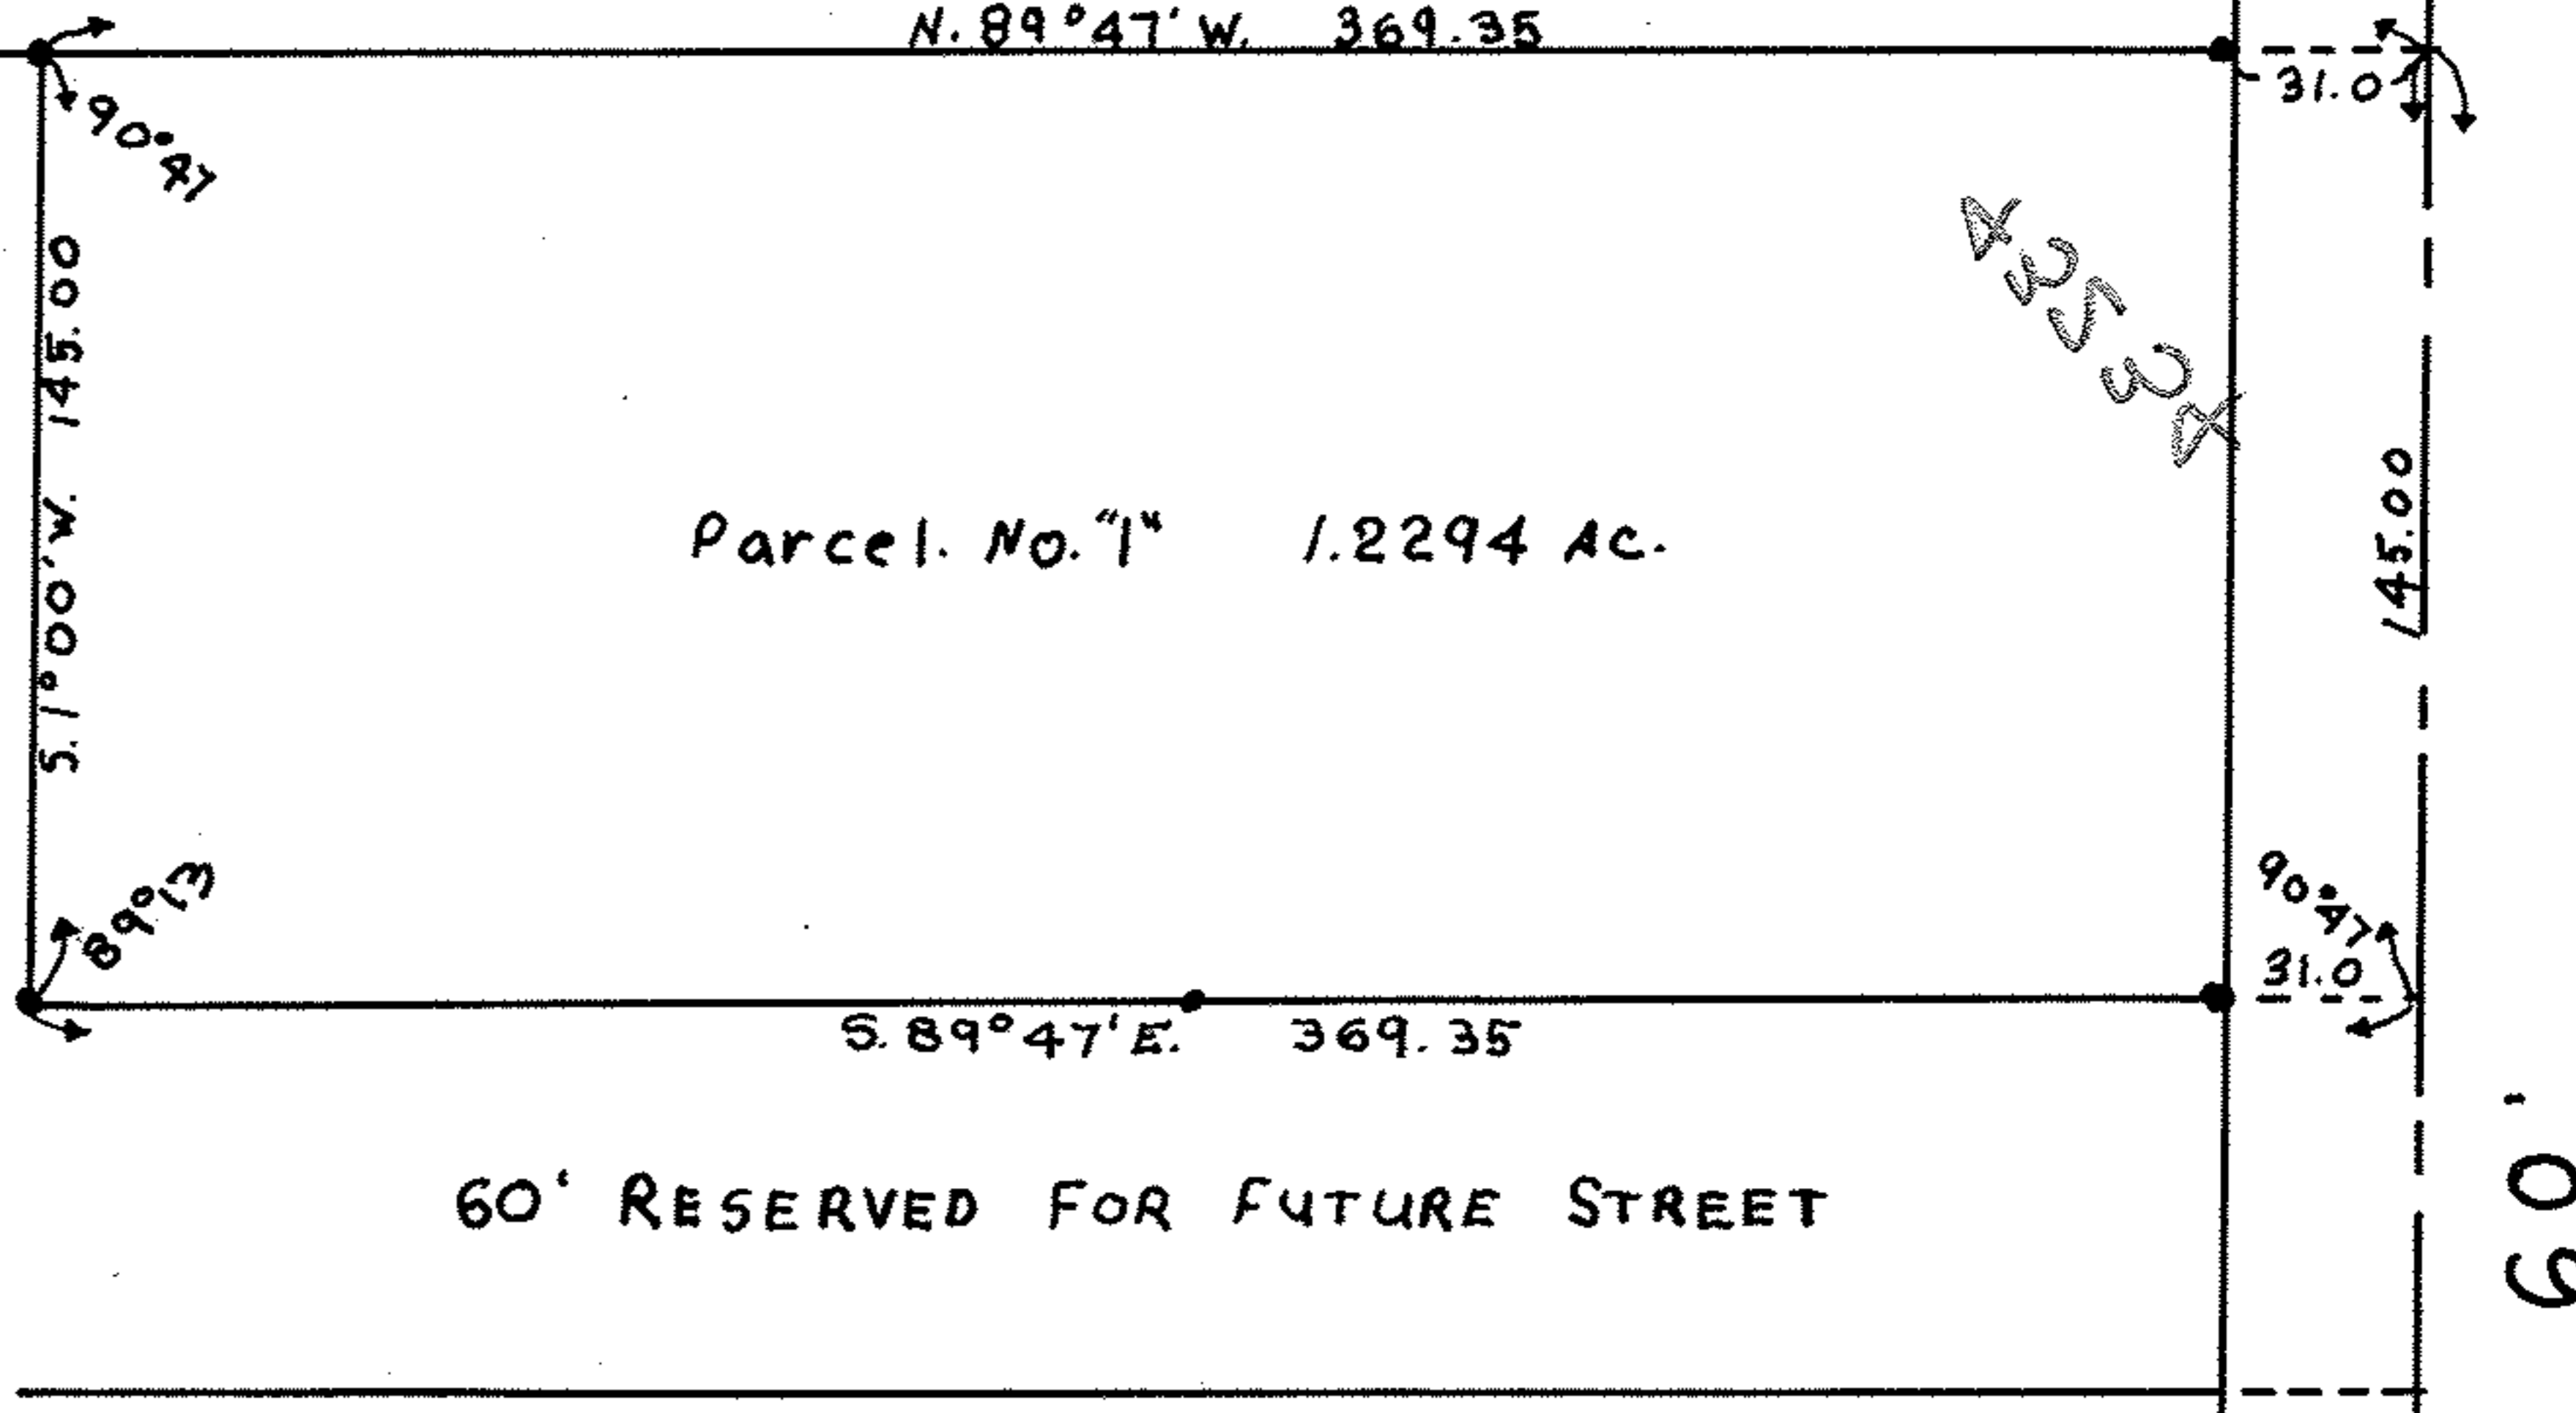 N. 89°47' W. 369.35
31.0
90°47
S. 1°00' W. 145.00
43534
Parcel. No. "1" 1.2294 AC.
145.00
89°13
90°47
31.0
S. 89°47' E. 369.35
60' RESERVED FOR FUTURE STREET
60'